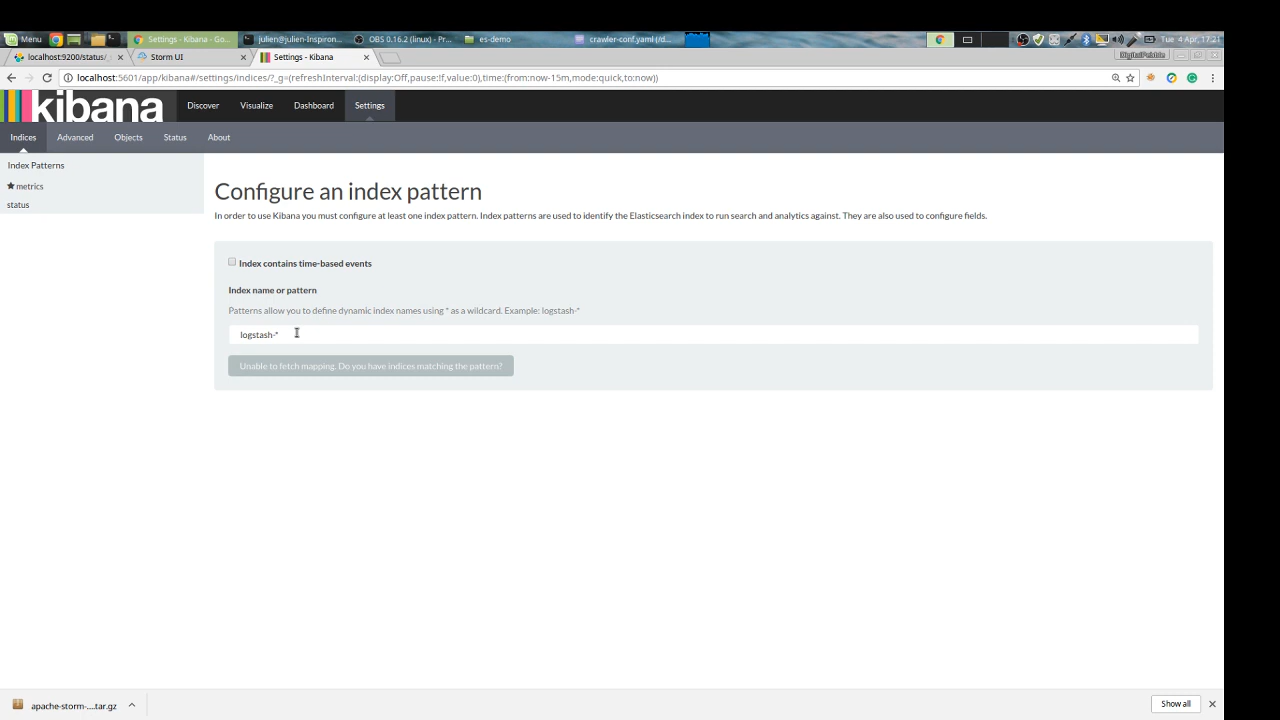 Menu
Settings - Kibana - Go...
julien@julien-Inspiron...
OBS 0.16.2 (linux) - Pr...
es-demo
crawler-conf.yaml (/d...
Tue 4 Apr, 17:21
localhost:9200/status/
Storm UI
Settings - Kibana
DigitalPebble
localhost:5601/app/kibana#/settings/indices/?_g=(refreshInterval:(display:Off,pause:!f,value:0),time:(from:now-15m,mode:quick,to:now))
kibana
Discover
Visualize
Dashboard
Settings
Indices
Advanced
Objects
Status
About
Index Patterns
metrics
status
Configure an index pattern
In order to use Kibana you must configure at least one index pattern. Index patterns are used to identify the Elasticsearch index to run search and analytics against. They are also used to configure fields.
Index contains time-based events
Index name or pattern
Patterns allow you to define dynamic index names using * as a wildcard. Example: logstash-*
logstash-*
Unable to fetch mapping. Do you have indices matching the pattern?
apache-storm-....tar.gz
Show all